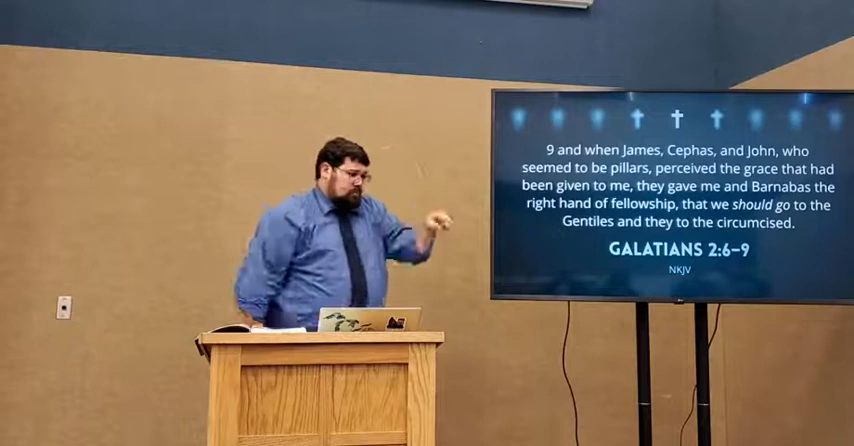 9 and when James, Cephas, and John, who
seemed to be pillars, perceived the grace that had
been given to me, they gave me and Barnabas the
right hand of fellowship, that we should go to the
Gentiles and they to the circumcised.
GALATIANS 2:6–9
NKJV